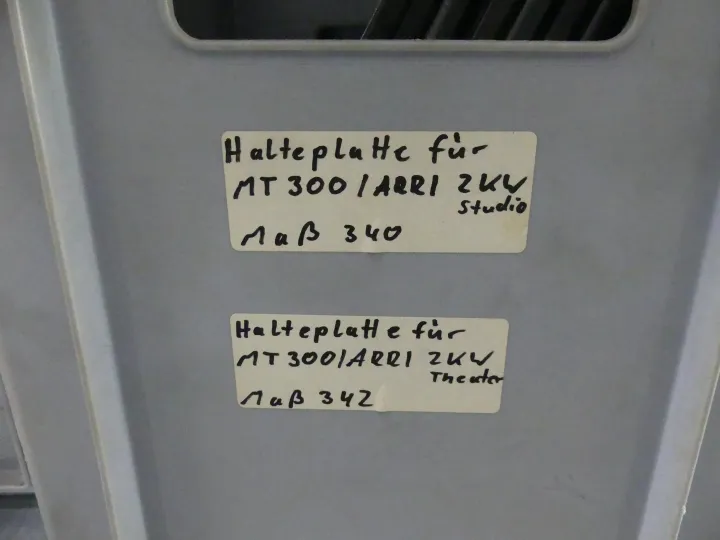 Halteplatte für
MT 300 / ARRI 2KW
Studio
Maß 340
Halteplatte für
MT 300/ARRI 2KW
Theater
Maß 342